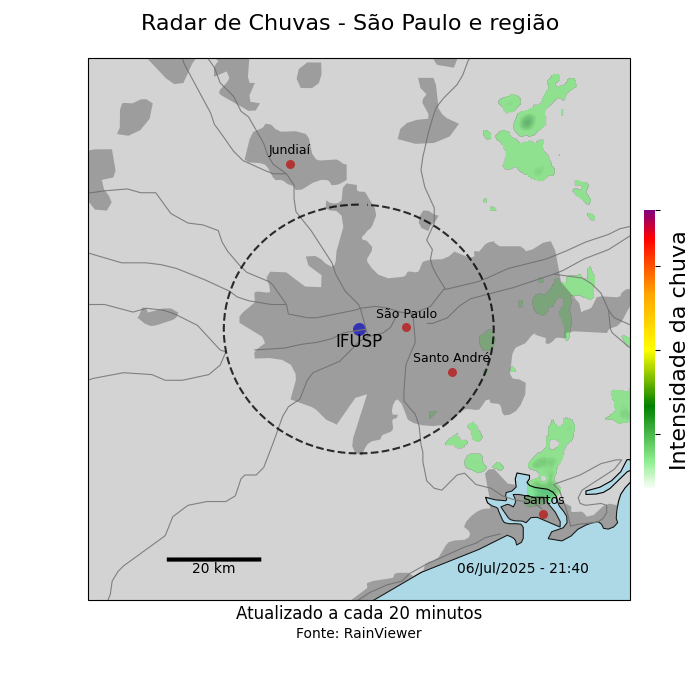 Radar de Chuvas - São Paulo e região
Jundiaí
São Paulo
IFUSP
Santo André
Santos
20 km
06/Jul/2025 - 21:40
Intensidade da chuva
Atualizado a cada 20 minutos
Fonte: RainViewer